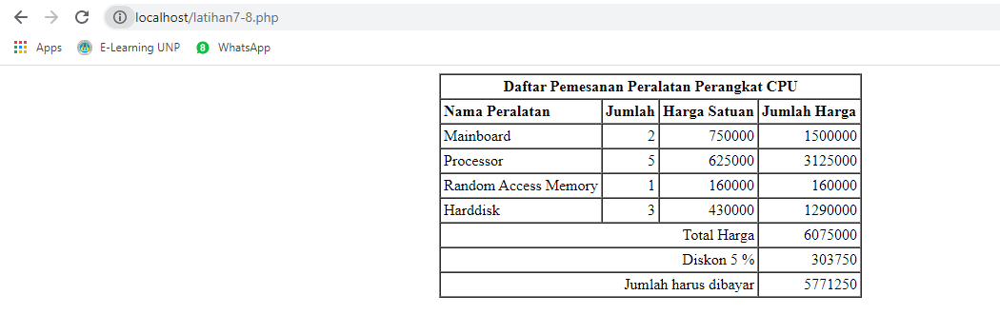 localhost/latihan7-8.php
Apps E-Learning UNP 8 WhatsApp
Daftar Pemesanan Peralatan Perangkat CPU
Nama Peralatan Jumlah Harga Satuan Jumlah Harga
Mainboard 2 750000 1500000
Processor 5 625000 3125000
Random Access Memory 1 160000 160000
Harddisk 3 430000 1290000
Total Harga 6075000
Diskon 5 % 303750
Jumlah harus dibayar 5771250